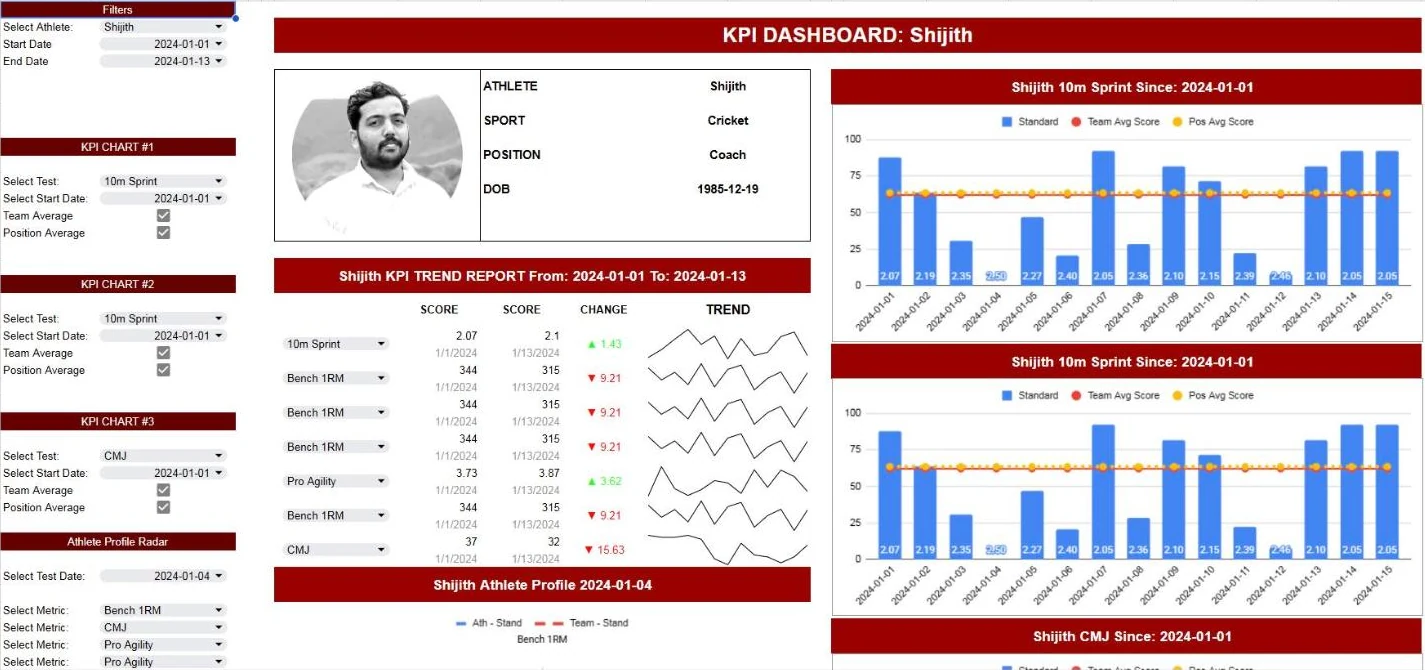 Filters
Select Athlete: Shijith
Start Date 2024-01-01
End Date 2024-01-13
KPI CHART #1
Select Test: 10m Sprint
Select Start Date: 2024-01-01
Team Average
Position Average
KPI CHART #2
Select Test: 10m Sprint
Select Start Date: 2024-01-01
Team Average
Position Average
KPI CHART #3
Select Test: CMJ
Select Start Date: 2024-01-01
Team Average
Position Average
Athlete Profile Radar
Select Test Date: 2024-01-04
Select Metric: Bench 1RM
Select Metric: CMJ
Select Metric: Pro Agility
Select Metric: Pro Agility
KPI DASHBOARD: Shijith
ATHLETE Shijith
SPORT Cricket
POSITION Coach
DOB 1985-12-19
Shijith KPI TREND REPORT From: 2024-01-01 To: 2024-01-13
SCORE SCORE CHANGE TREND
10m Sprint 2.07 2.1 ▲ 1.43
1/1/2024 1/13/2024
Bench 1RM 344 315 ▼ 9.21
1/1/2024 1/13/2024
Bench 1RM 344 315 ▼ 9.21
1/1/2024 1/13/2024
Bench 1RM 344 315 ▼ 9.21
1/1/2024 1/13/2024
Pro Agility 3.73 3.87 ▲ 3.62
1/1/2024 1/13/2024
Bench 1RM 344 315 ▼ 9.21
1/1/2024 1/13/2024
CMJ 37 32 ▼ 15.63
1/1/2024 1/13/2024
Shijith Athlete Profile 2024-01-04
Ath - Stand Team - Stand
Bench 1RM
Shijith 10m Sprint Since: 2024-01-01
Standard Team Avg Score Pos Avg Score
100
75
50
25
0
2.07 2.19 2.35 2.50 2.27 2.40 2.05 2.36 2.10 2.15 2.39 2.46 2.10 2.05 2.05
2024-01-01 2024-01-02 2024-01-03 2024-01-04 2024-01-05 2024-01-06 2024-01-07 2024-01-08 2024-01-09 2024-01-10 2024-01-11 2024-01-12 2024-01-13 2024-01-14 2024-01-15
Shijith 10m Sprint Since: 2024-01-01
Standard Team Avg Score Pos Avg Score
100
75
50
25
0
2.07 2.19 2.35 2.50 2.27 2.40 2.05 2.36 2.10 2.15 2.39 2.46 2.10 2.05 2.05
2024-01-01 2024-01-02 2024-01-03 2024-01-04 2024-01-05 2024-01-06 2024-01-07 2024-01-08 2024-01-09 2024-01-10 2024-01-11 2024-01-12 2024-01-13 2024-01-14 2024-01-15
Shijith CMJ Since: 2024-01-01
Standard Team Avg Score Pos Avg Score